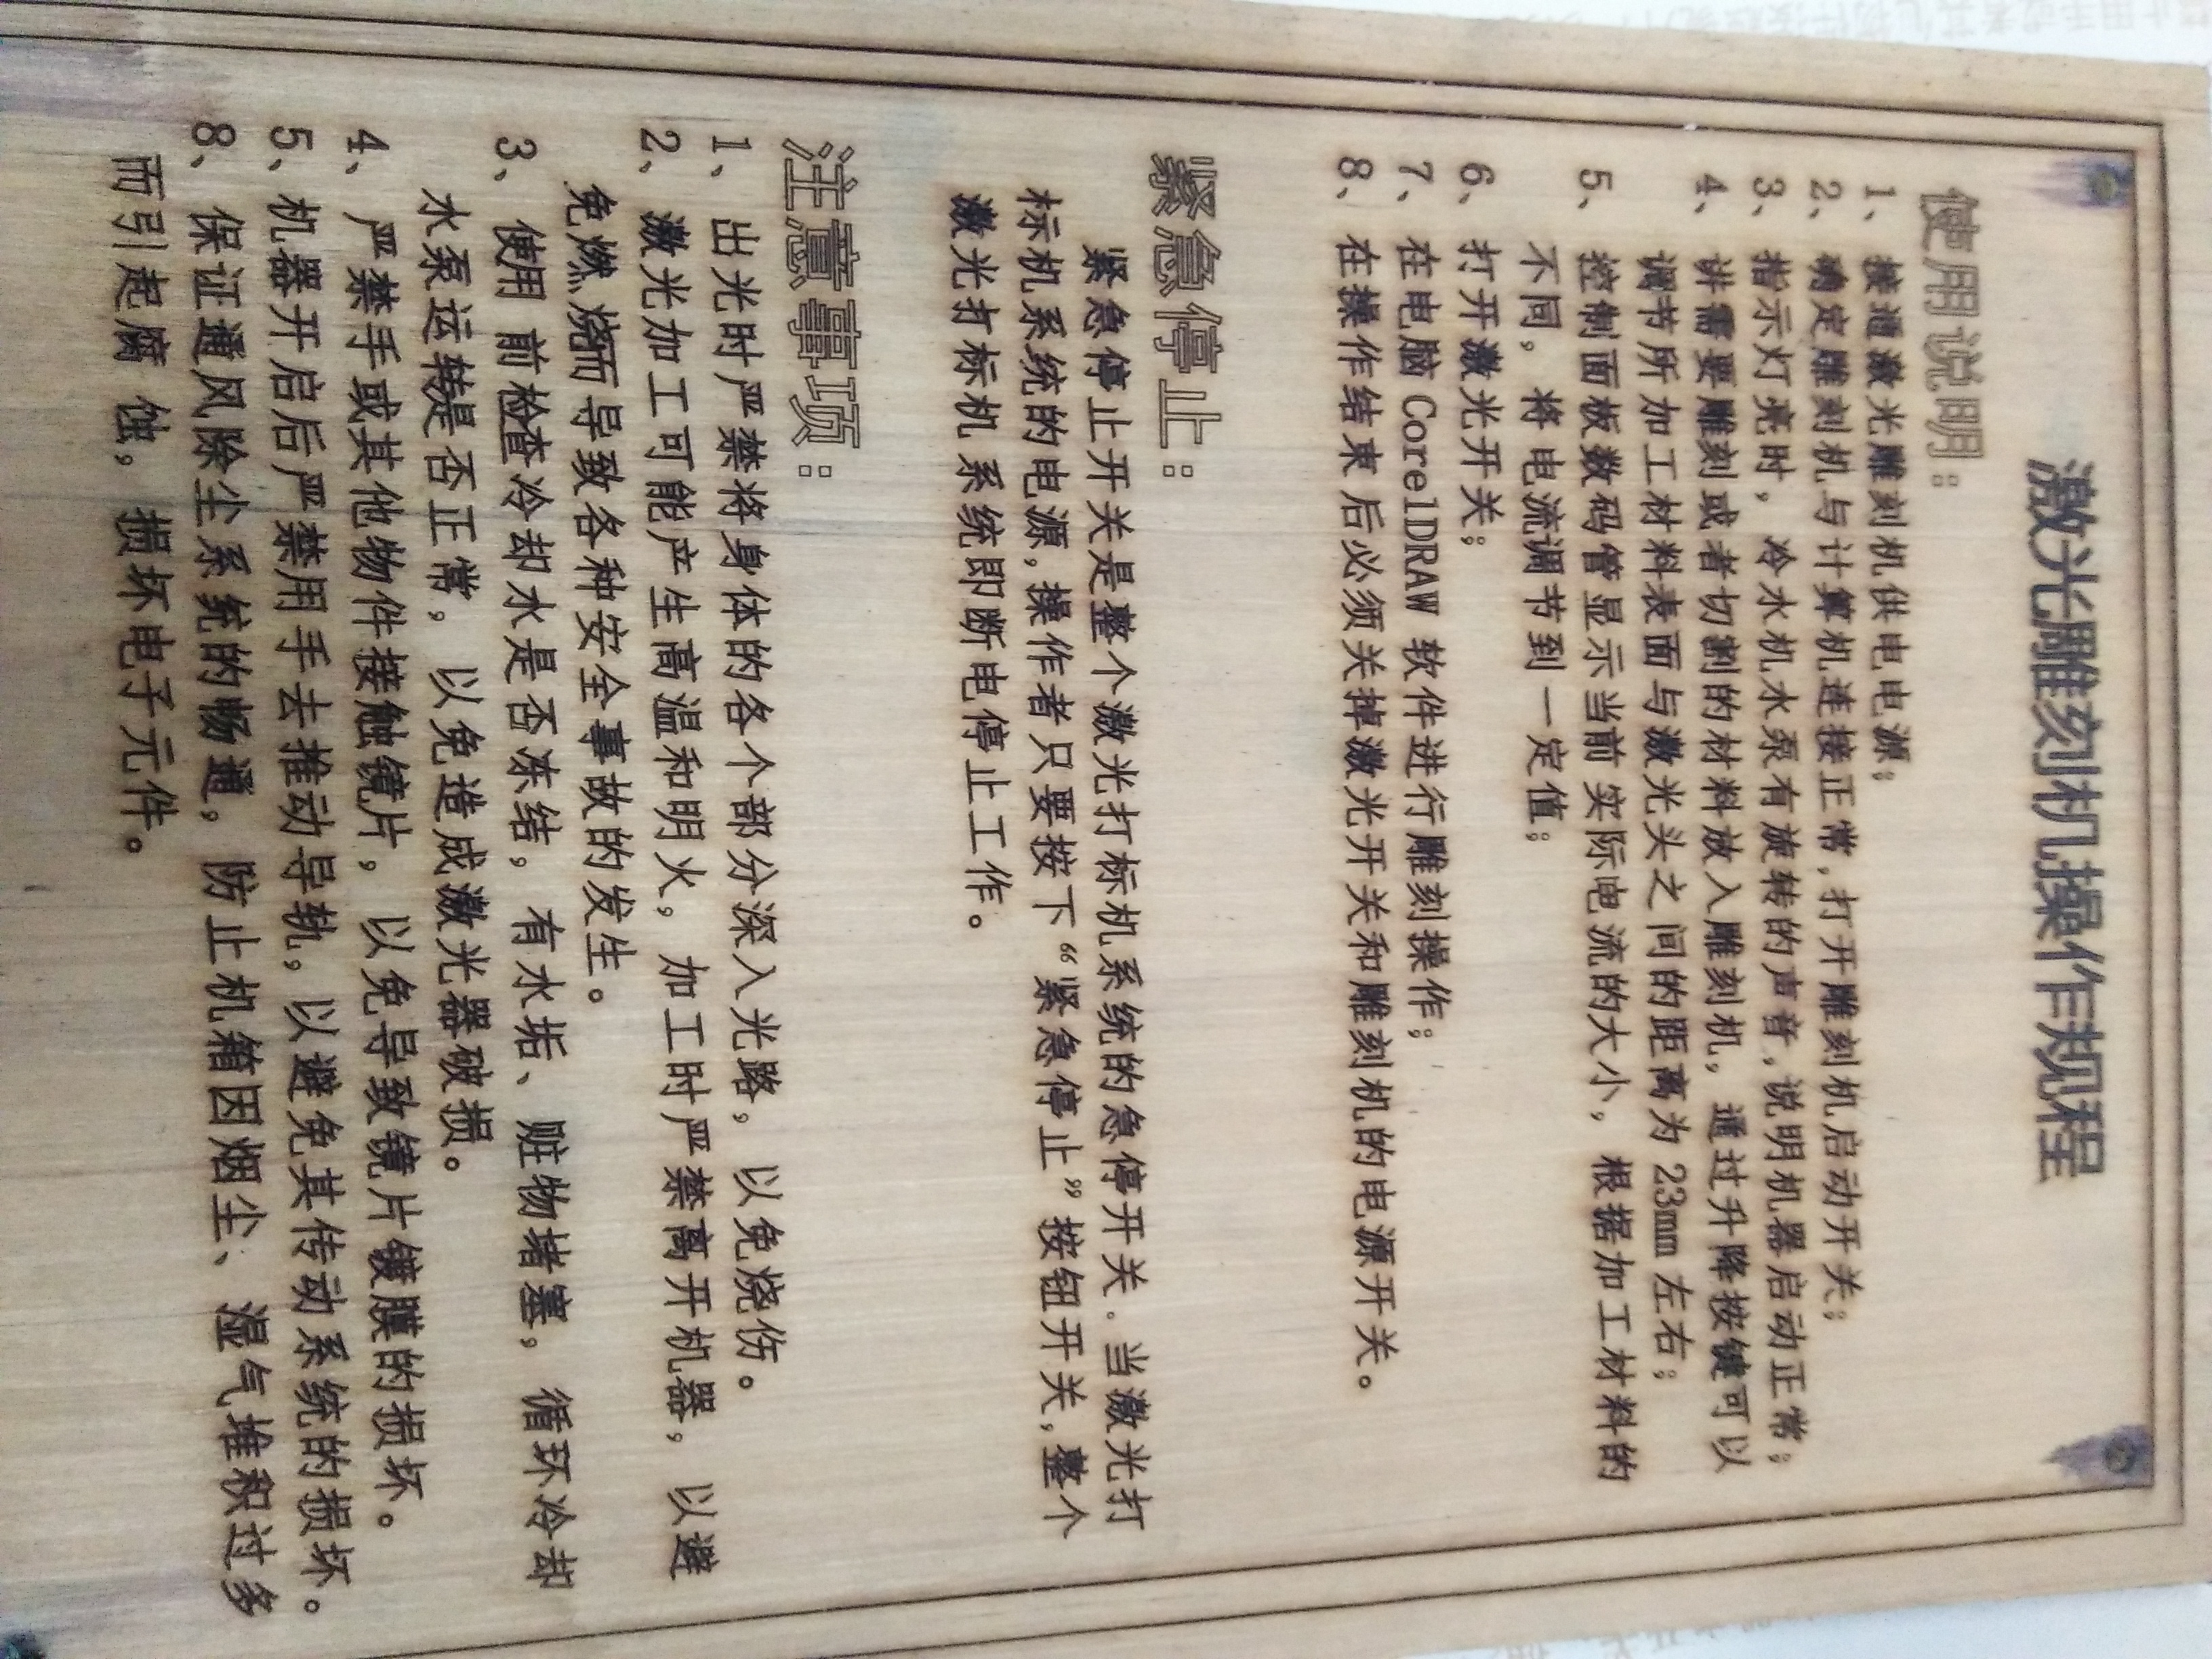 激光雕刻机操作规程
使用说明：
1、接通激光雕刻机供电电源；
2、确定雕刻机与计算机连接正常，打开雕刻机启动开关；
3、指示灯亮时，冷水机水泵有旋转的声音，说明机器启动正常；
4、讲需要雕刻或者切割的材料放入雕刻机，通过升降按键可以
调节所加工材料表面与激光头之间的距离为 23mm 左右；
5、控制面板数码管显示当前实际电流的大小，根据加工材料的
不同，将电流调节到一定值；
6、打开激光开关；
7、在电脑 CorelDRAW 软件进行雕刻操作；
8、在操作结束后必须关掉激光开关和雕刻机的电源开关。
紧急停止：
紧急停止开关是整个激光打标机系统的急停开关.当激光打
标机系统的电源，操作者只要按下“紧急停止”按钮开关，整个
激光打标机系统即断电停止工作。
注意事项：
1、出光时严禁将身体的各个部分深入光路，以免烧伤。
2、激光加工可能产生高温和明火，加工时严禁离开机器，以避
免燃烧而导致各种安全事故的发生。
3、使用前检查冷却水是否冻结，有水垢、赃物堵塞，循环冷却
水泵运转是否正常，以免造成激光器破损。
4、严禁手或其他物件接触镜片，以免导致镜片镀膜的损坏。
5、机器开启后严禁用手去推动导轨，以避免其传动系统的损坏。
8、保证通风除尘系统的畅通，防止机箱因烟尘、湿气堆积过多
而引起腐蚀，损坏电子元件。